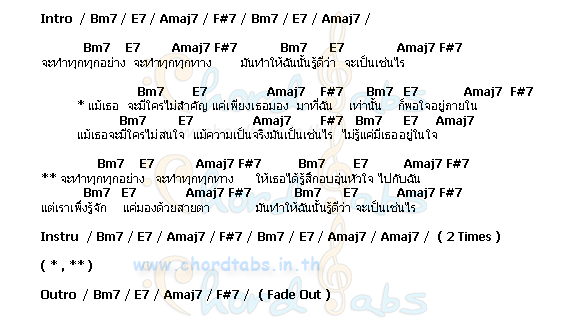 Intro / Bm7 / E7 / Amaj7 / F#7 / Bm7 / E7 / Amaj7 /
Bm7 E7 Amaj7 F#7 Bm7 E7 Amaj7 F#7
จะทำทุกทุกอย่าง จะทำทุกทุกทาง มันทำให้ฉันนั้นรู้ดีว่า จะเป็นเช่นไร
Bm7 E7 Amaj7 F#7 Bm7 E7 Amaj7 F#7
* แม้เธอ จะมีใครไม่สำคัญ แค่เพียงเธอมอง มาที่ฉัน เท่านั้น ก็พอใจอยู่ภายใน
Bm7 E7 Amaj7 F#7 Bm7 E7 Amaj7
แม้เธอจะมีใครไม่สนใจ แม้ความเป็นจริงมันเป็นเช่นไร ไม่รู้แค่มีเธออยู่ในใจ
Bm7 E7 Amaj7 F#7 Bm7 E7 Amaj7 F#7
** จะทำทุกทุกอย่าง จะทำทุกทุกทาง ให้เธอได้รู้สึกอบอุ่นหัวใจ ไปกับฉัน
Bm7 E7 Amaj7 F#7 Bm7 E7 Amaj7 F#7
แต่เราเพิ่งรู้จัก แค่มองด้วยสายตา มันทำให้ฉันนั้นรู้ดีว่า จะเป็นเช่นไร
Instru / Bm7 / E7 / Amaj7 / F#7 / Bm7 / E7 / Amaj7 / Amaj7 / ( 2 Times )
( * , ** )
www.chordtabs.in.th
Outro / Bm7 / E7 / Amaj7 / F#7 / ( Fade Out )
Chord Tabs